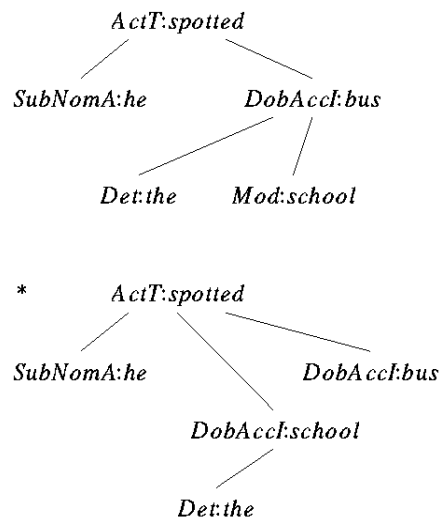 ActT:spotted
SubNomA:he DobAccI:bus
Det:the Mod:school
* ActT:spotted
SubNomA:he DobAccI:bus
DobAccI:school
Det:the